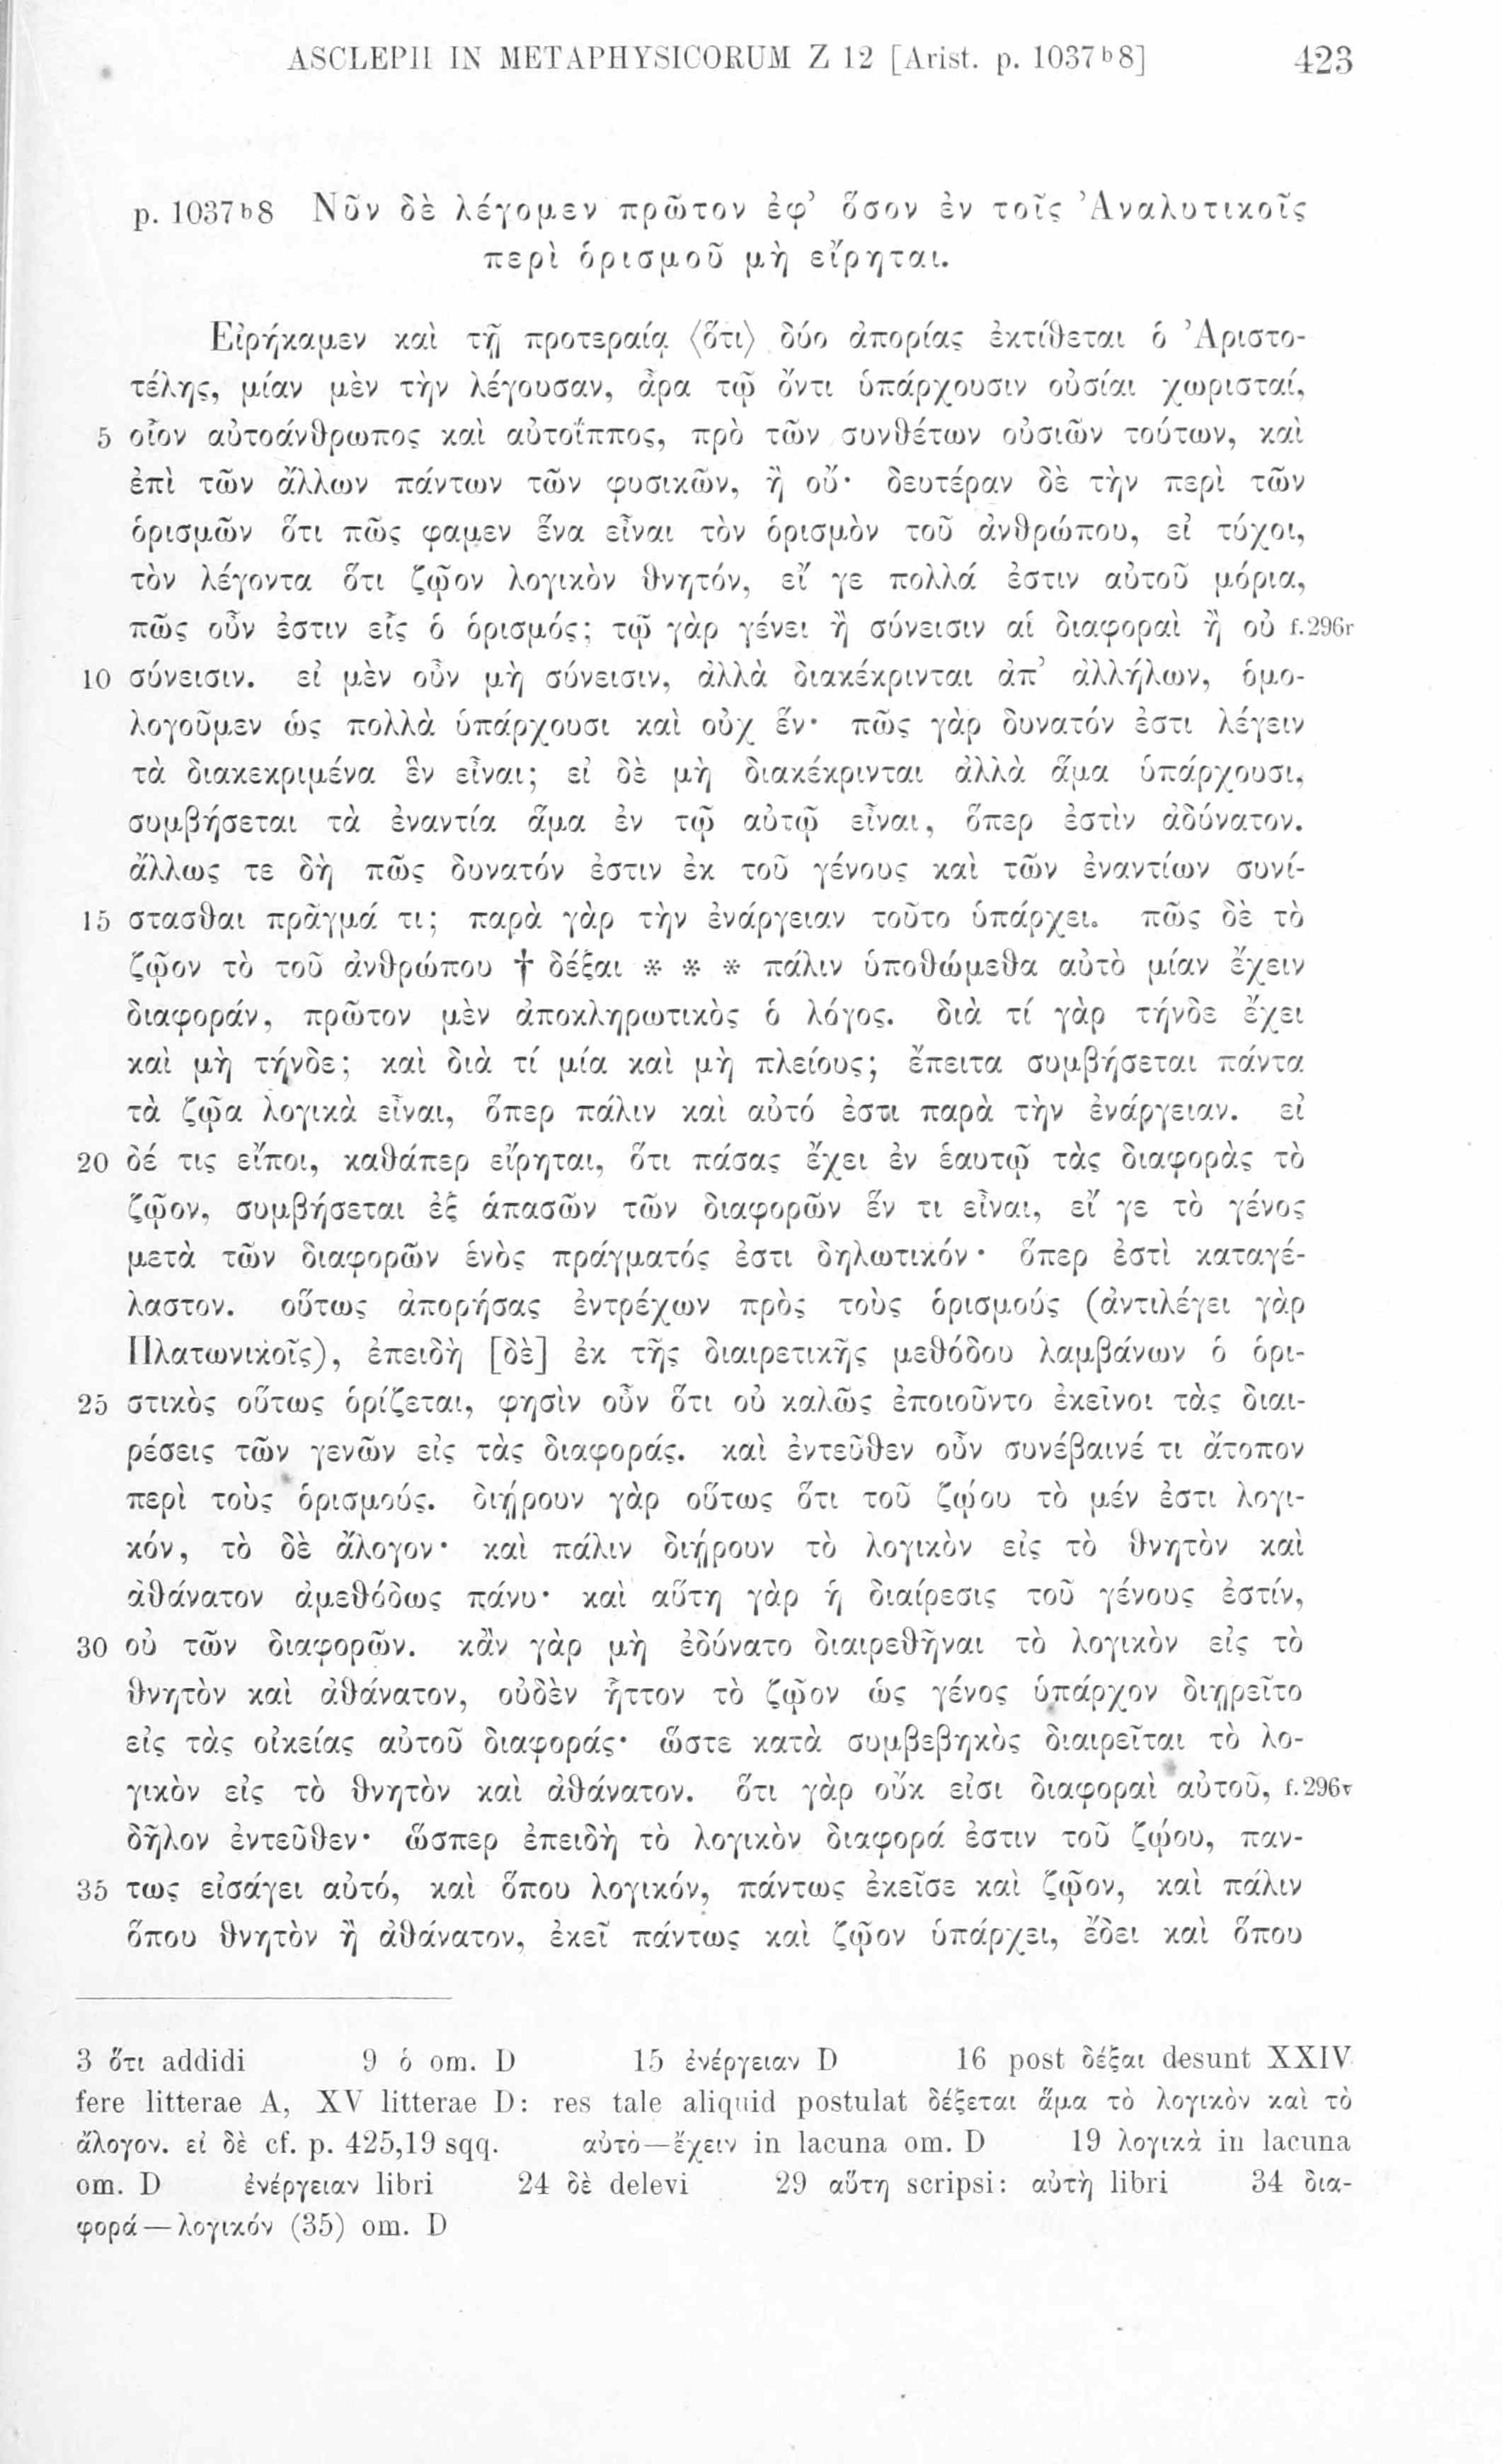 ASCLEPII IN METAPHYSICORUM Z 12 [Arist. p. 1037ᵇ8] 423
p. 1037ᵇ8 Νῦν δὲ λέγομεν πρῶτον ἐφ’ ὅσον ἐν τοῖς Ἀναλυτικοῖς
περὶ ὁρισμοῦ μὴ εἴρηται.
Εἰρήκαμεν καὶ τῇ προτεραίᾳ ⟨ὅτι⟩ δύο ἀπορίας ἐκτίθεται ὁ Ἀριστο-
τέλης, μίαν μὲν τὴν λέγουσαν, ἆρα τῷ ὄντι ὑπάρχουσιν οὐσίαι χωρισταί,
5 οἷον αὐτοάνθρωπος καὶ αὐτοΐππος, πρὸ τῶν συνθέτων οὐσιῶν τούτων, καὶ
ἐπὶ τῶν ἄλλων πάντων τῶν φυσικῶν, ἢ οὔ· δευτέραν δὲ τὴν περὶ τῶν
ὁρισμῶν ὅτι πῶς φαμεν ἕνα εἶναι τὸν ὁρισμὸν τοῦ ἀνθρώπου, εἰ τύχοι,
τὸν λέγοντα ὅτι ζῷον λογικὸν θνητόν, εἴ γε πολλά ἐστιν αὐτοῦ μόρια,
πῶς οὖν ἐστιν εἷς ὁ ὁρισμός; τῷ γὰρ γένει ἢ σύνεισιν αἱ διαφοραὶ ἢ οὐ f. 296r
10 σύνεισιν. εἰ μὲν οὖν μὴ σύνεισιν, ἀλλὰ διακέκρινται ἀπ’ ἀλλήλων, ὁμο-
λογοῦμεν ὡς πολλὰ ὑπάρχουσι καὶ οὐχ ἕν· πῶς γὰρ δυνατόν ἐστι λέγειν
τὰ διακεκριμένα ἓν εἶναι; εἰ δὲ μὴ διακέκρινται ἀλλὰ ἅμα ὑπάρχουσι,
συμβήσεται τὰ ἐναντία ἅμα ἐν τῷ αὐτῷ εἶναι, ὅπερ ἐστὶν ἀδύνατον.
ἄλλως τε δὴ πῶς δυνατόν ἐστιν ἐκ τοῦ γένους καὶ τῶν ἐναντίων συνί-
15 στασθαι πρᾶγμά τι; παρὰ γὰρ τὴν ἐνάργειαν τοῦτο ὑπάρχει. πῶς δὲ τὸ
ζῷον τὸ τοῦ ἀνθρώπου † δέξαι * * * πάλιν ὑποθώμεθα αὐτὸ μίαν ἔχειν
διαφοράν, πρῶτον μὲν ἀποκληρωτικὸς ὁ λόγος. διὰ τί γὰρ τήνδε ἔχει
καὶ μὴ τήνδε; καὶ διὰ τί μία καὶ μὴ πλείους; ἔπειτα συμβήσεται πάντα
τὰ ζῷα λογικὰ εἶναι, ὅπερ πάλιν καὶ αὐτό ἐστι παρὰ τὴν ἐνάργειαν. εἰ
20 δέ τις εἴποι, καθάπερ εἴρηται, ὅτι πάσας ἔχει ἐν ἑαυτῷ τὰς διαφορὰς τὸ
ζῷον, συμβήσεται ἐξ ἁπασῶν τῶν διαφορῶν ἕν τι εἶναι, εἴ γε τὸ γένος
μετὰ τῶν διαφορῶν ἑνὸς πράγματός ἐστι δηλωτικόν· ὅπερ ἐστὶ καταγέ-
λαστον. οὕτως ἀπορήσας ἐντρέχων πρὸς τοὺς ὁρισμούς (ἀντιλέγει γὰρ
Πλατωνικοῖς), ἐπειδὴ [δὲ] ἐκ τῆς διαιρετικῆς μεθόδου λαμβάνων ὁ ὁρι-
25 στικὸς οὕτως ὁρίζεται, φησὶν οὖν ὅτι οὐ καλῶς ἐποιοῦντο ἐκεῖνοι τὰς διαι-
ρέσεις τῶν γενῶν εἰς τὰς διαφοράς. καὶ ἐντεῦθεν οὖν συνέβαινέ τι ἄτοπον
περὶ τοὺς ὁρισμούς. διῄρουν γὰρ οὕτως ὅτι τοῦ ζῴου τὸ μέν ἐστι λογι-
κόν, τὸ δὲ ἄλογον· καὶ πάλιν διῄρουν τὸ λογικὸν εἰς τὸ θνητὸν καὶ
ἀθάνατον ἀμεθόδως πάνυ· καὶ αὕτη γὰρ ἡ διαίρεσις τοῦ γένους ἐστίν,
30 οὐ τῶν διαφορῶν. κἂν γὰρ μὴ ἐδύνατο διαιρεθῆναι τὸ λογικὸν εἰς τὸ
θνητὸν καὶ ἀθάνατον, οὐδὲν ἧττον τὸ ζῷον ὡς γένος ὑπάρχον διῃρεῖτο
εἰς τὰς οἰκείας αὐτοῦ διαφοράς· ὥστε κατὰ συμβεβηκὸς διαιρεῖται τὸ λο-
γικὸν εἰς τὸ θνητὸν καὶ ἀθάνατον. ὅτι γὰρ οὔκ εἰσι διαφοραὶ αὐτοῦ, f. 296v
δῆλον ἐντεῦθεν· ὥσπερ ἐπειδὴ τὸ λογικὸν διαφορά ἐστιν τοῦ ζῴου, παν-
35 τως εἰσάγει αὐτό, καὶ ὅπου λογικόν, πάντως ἐκεῖσε καὶ ζῷον, καὶ πάλιν
ὅπου θνητὸν ἢ ἀθάνατον, ἐκεῖ πάντως καὶ ζῷον ὑπάρχει, ἔδει καὶ ὅπου
3 ὅτι addidi 9 ὁ om. D 15 ἐνέργειαν D 16 post δέξαι desunt XXIV
fere litterae A, XV litterae D: res tale aliquid postulat δέξεται ἅμα τὸ λογικὸν καὶ τὸ
ἄλογον. εἰ δὲ cf. p. 425,19 sqq. αὐτὸ—ἔχειν in lacuna om. D 19 λογικὰ in lacuna
om. D ἐνέργειαν libri 24 δὲ delevi 29 αὕτη scripsi: αὐτὴ libri 34 δια-
φορά—λογικόν (35) om. D